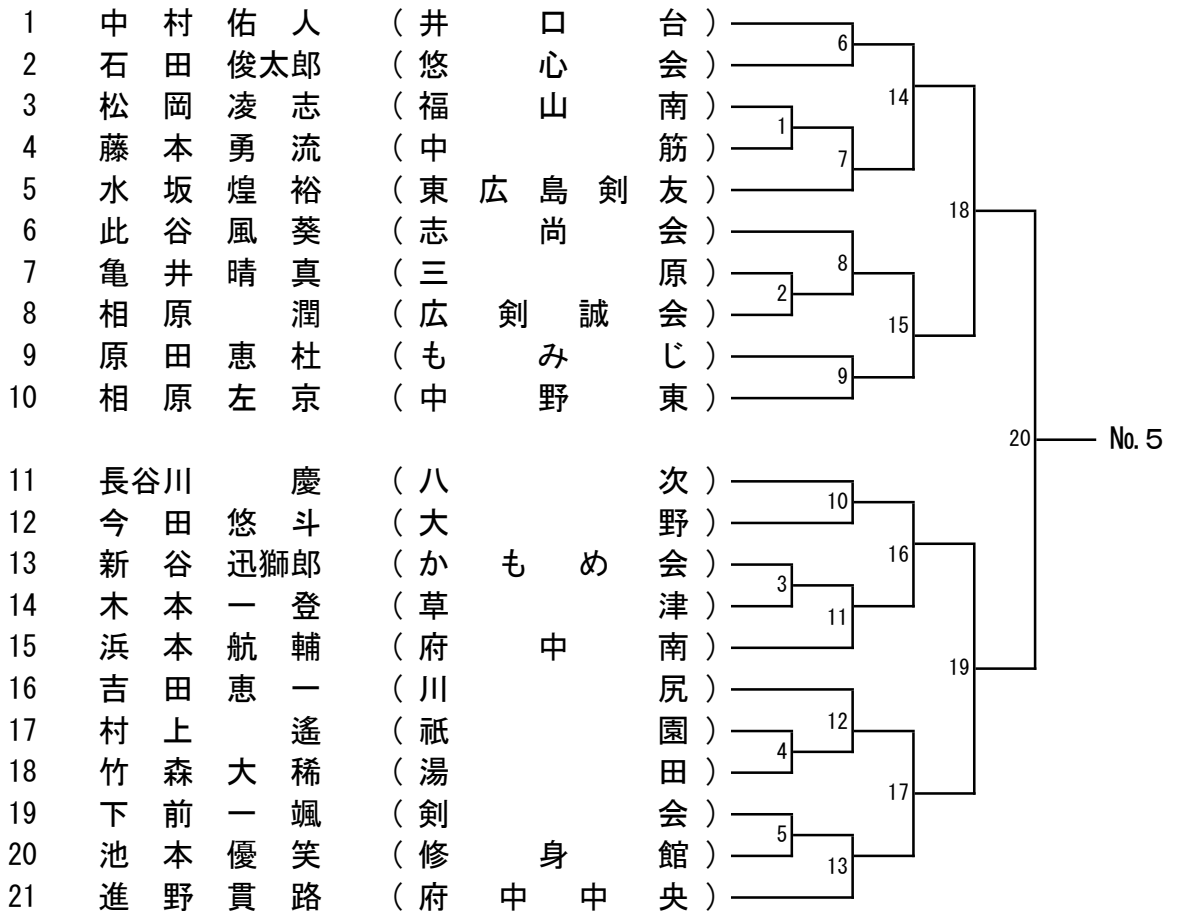 1 中村佑人 (井口台)
6
2 石田俊太郎 (悠心会)
14
3 松岡凌志 (福山南)
1
4 藤本勇流 (中筋)
7
5 水坂煌裕 (東広島剣友)
18
6 此谷風葵 (志尚会)
8
7 亀井晴真 (三原)
2
8 相原潤 (広剣誠会)
15
9 原田恵杜 (もみじ)
9
10 相原左京 (中野東)
20 №5
11 長谷川慶 (八次)
10
12 今田悠斗 (大野)
16
13 新谷迅獅郎 (かもめ会)
3
14 木本一登 (草津)
11
15 浜本航輔 (府中南)
19
16 吉田恵一 (川尻)
12
17 村上遙 (祇園)
4
18 竹森大稀 (湯田)
17
19 下前一颯 (剣会)
5
20 池本優笑 (修身館)
13
21 進野貫路 (府中中央)